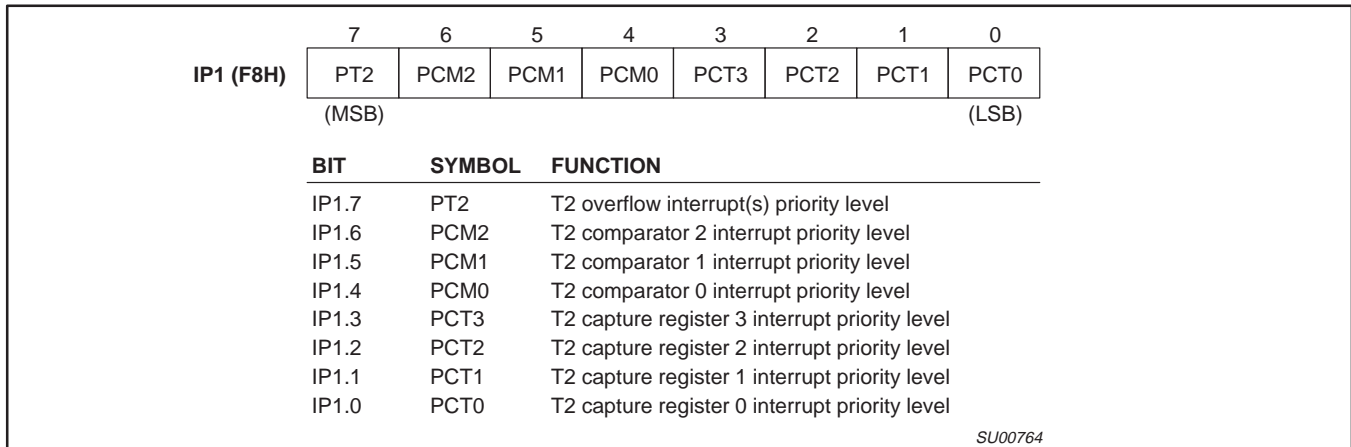 7 6 5 4 3 2 1 0
IP1 (F8H) PT2 PCM2 PCM1 PCM0 PCT3 PCT2 PCT1 PCT0
(MSB) (LSB)
BIT SYMBOL FUNCTION
IP1.7 PT2 T2 overflow interrupt(s) priority level
IP1.6 PCM2 T2 comparator 2 interrupt priority level
IP1.5 PCM1 T2 comparator 1 interrupt priority level
IP1.4 PCM0 T2 comparator 0 interrupt priority level
IP1.3 PCT3 T2 capture register 3 interrupt priority level
IP1.2 PCT2 T2 capture register 2 interrupt priority level
IP1.1 PCT1 T2 capture register 1 interrupt priority level
IP1.0 PCT0 T2 capture register 0 interrupt priority level
SU00764